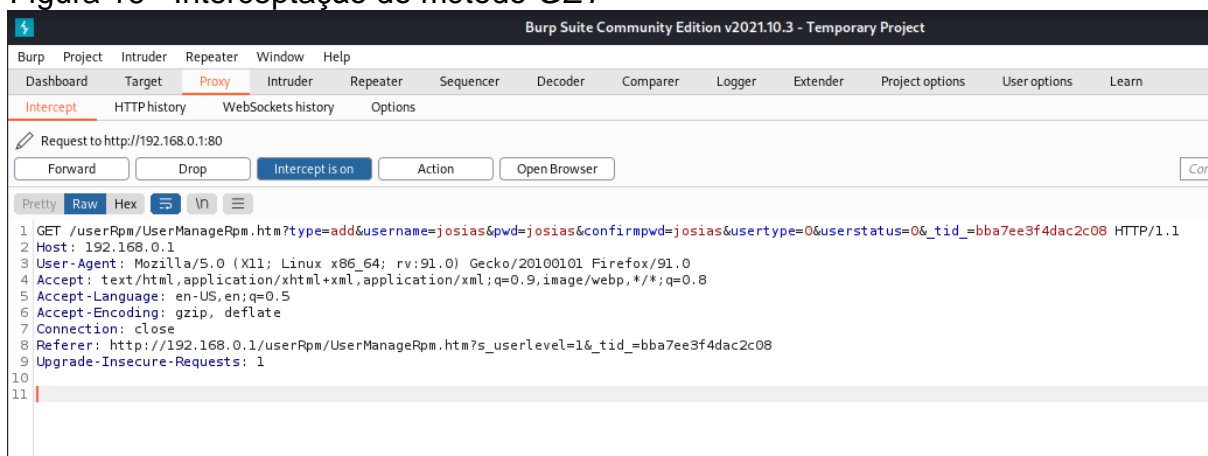 Figura 10 - Interceptação do método GET
Burp Suite Community Edition v2021.10.3 - Temporary Project
Burp Project Intruder Repeater Window Help
Dashboard Target Proxy Intruder Repeater Sequencer Decoder Comparer Logger Extender Project options User options Learn
Intercept HTTP history WebSockets history Options
Request to http://192.168.0.1:80
Forward Drop Intercept is on Action Open Browser
Pretty Raw Hex \n
1 GET /userRpm/UserManageRpm.htm?type=add&username=josias&pwd=josias&confirmpwd=josias&usertype=0&userstatus=0&_tid_=bba7ee3f4dac2c08 HTTP/1.1
2 Host: 192.168.0.1
3 User-Agent: Mozilla/5.0 (X11; Linux x86_64; rv:91.0) Gecko/20100101 Firefox/91.0
4 Accept: text/html,application/xhtml+xml,application/xml;q=0.9,image/webp,*/*;q=0.8
5 Accept-Language: en-US,en;q=0.5
6 Accept-Encoding: gzip, deflate
7 Connection: close
8 Referer: http://192.168.0.1/userRpm/UserManageRpm.htm?s_userlevel=1&_tid_=bba7ee3f4dac2c08
9 Upgrade-Insecure-Requests: 1
10
11